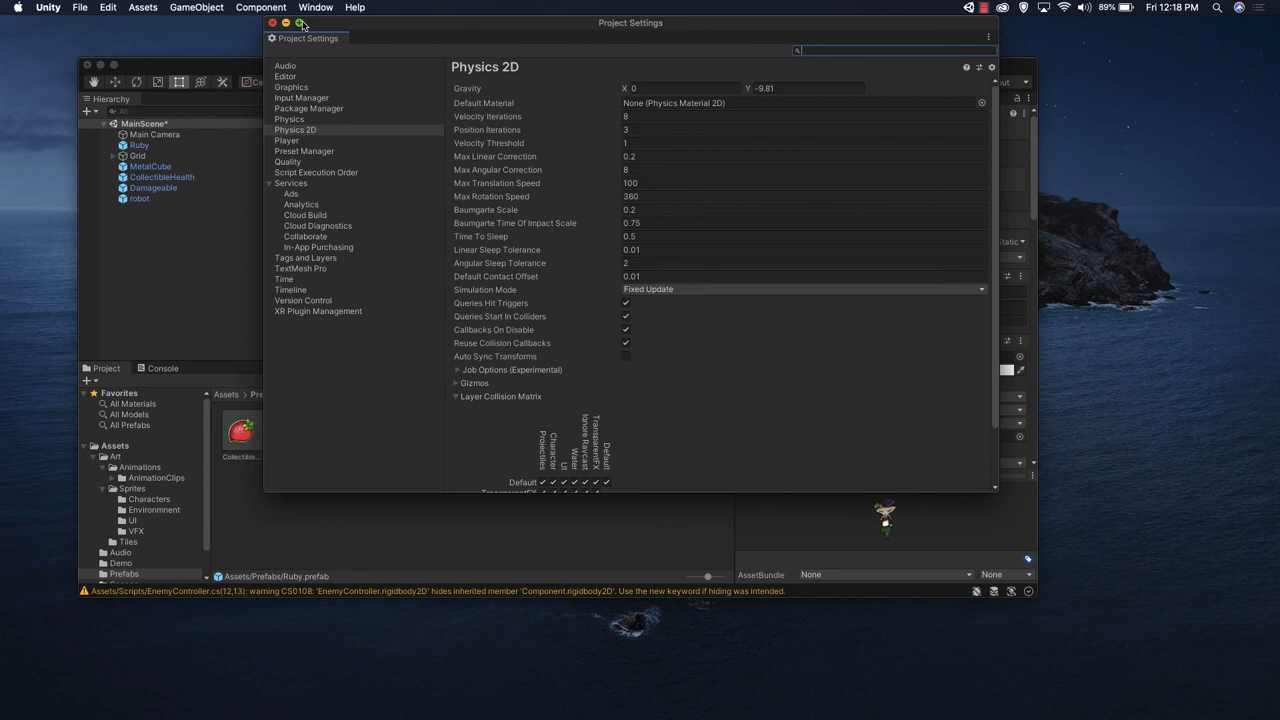 Unity File Edit Assets GameObject Component Window Help
89% Fri 12:18 PM
Project Settings
Project Settings
Physics 2D
Audio
Editor
Graphics
Input Manager
Package Manager
Physics
Physics 2D
Player
Preset Manager
Quality
Script Execution Order
Services
Ads
Analytics
Cloud Build
Cloud Diagnostics
Collaborate
In-App Purchasing
Tags and Layers
TextMesh Pro
Time
Timeline
Version Control
XR Plugin Management
Gravity X 0 Y -9.81
Default Material None (Physics Material 2D)
Velocity Iterations 8
Position Iterations 3
Velocity Threshold 1
Max Linear Correction 0.2
Max Angular Correction 8
Max Translation Speed 100
Max Rotation Speed 360
Baumgarte Scale 0.2
Baumgarte Time Of Impact Scale 0.75
Time To Sleep 0.5
Linear Sleep Tolerance 0.01
Angular Sleep Tolerance 2
Default Contact Offset 0.01
Simulation Mode Fixed Update
Queries Hit Triggers
Queries Start In Colliders
Callbacks On Disable
Reuse Collision Callbacks
Auto Sync Transforms
Job Options (Experimental)
Gizmos
Layer Collision Matrix
Projectiles
Character
UI
Water
Ignore Raycast
TransparentFX
Default
Default
TransparentFX
Hierarchy
All
MainScene*
Main Camera
Ruby
Grid
MetalCube
CollectibleHealth
Damageable
robot
Project Console
Favorites
All Materials
All Models
All Prefabs
Assets
Art
Animations
AnimationClips
Sprites
Characters
Environmnent
UI
VFX
Tiles
Audio
Demo
Prefabs
Assets
Collectible...
Assets/Prefabs/Ruby.prefab
AssetBundle None None
Assets/Scripts/EnemyController.cs(12,13): warning CS0108: 'EnemyController.rigidbody2D' hides inherited member 'Component.rigidbody2D'. Use the new keyword if hiding was intended.